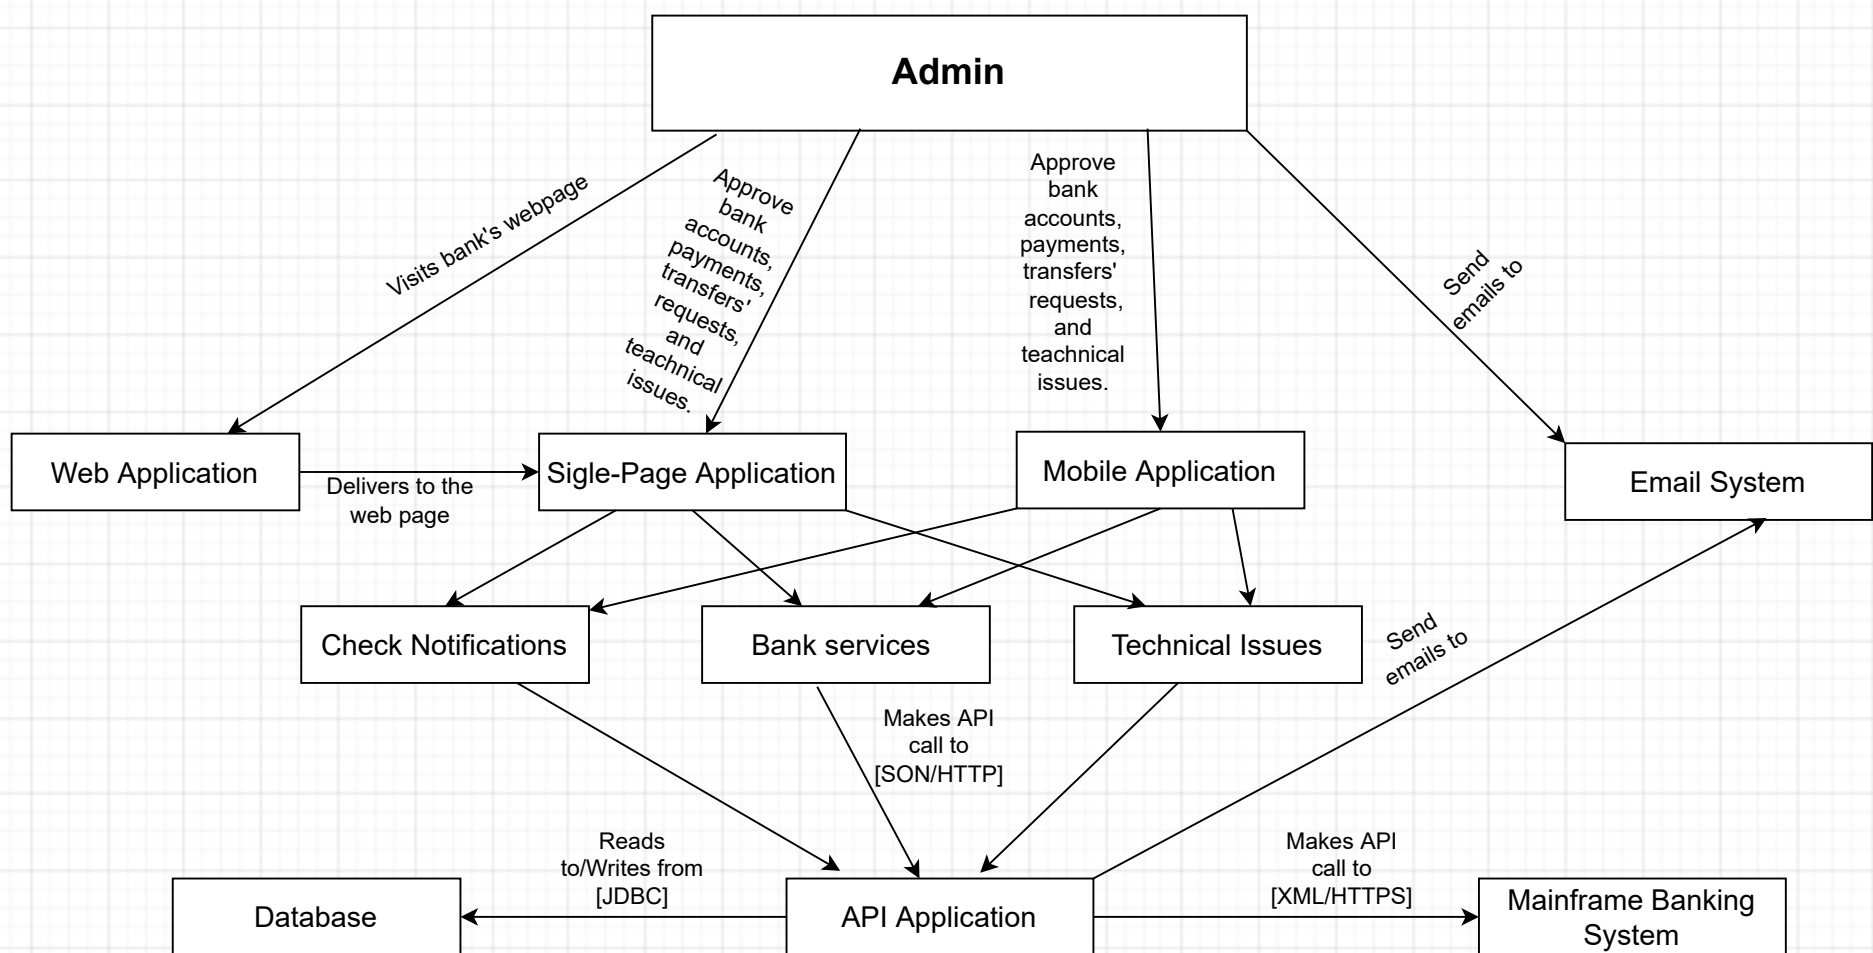 Admin
Visits bank's webpage
Approve
bank
accounts,
payments,
transfers'
requests,
and
teachnical
issues.
Approve
bank
accounts,
payments,
transfers'
requests,
and
teachnical
issues.
Send
emails to
Web Application
Delivers to the
web page
Sigle-Page Application
Mobile Application
Email System
Check Notifications
Bank services
Technical Issues
Send
emails to
Makes API
call to
[SON/HTTP]
Reads
to/Writes from
[JDBC]
Makes API
call to
[XML/HTTPS]
Database
API Application
Mainframe Banking
System